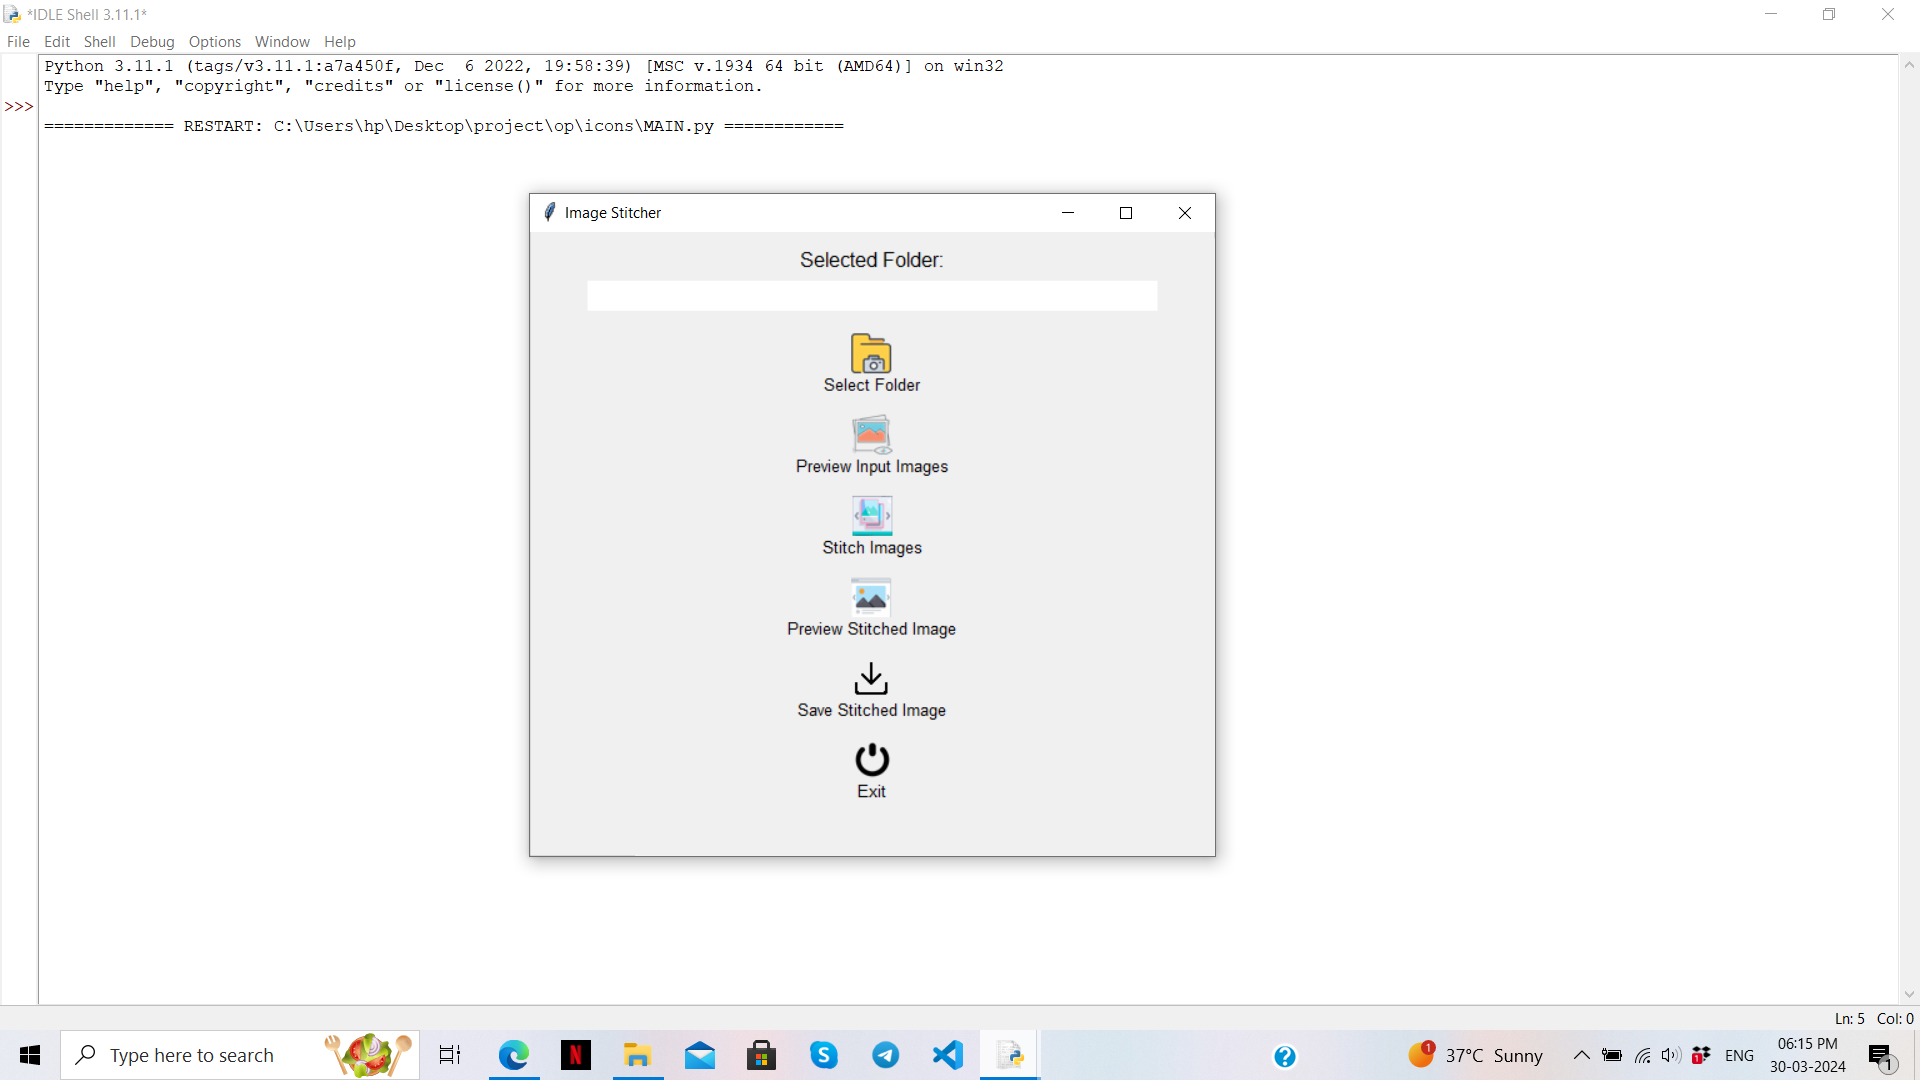 *IDLE Shell 3.11.1*
File Edit Shell Debug Options Window Help
Python 3.11.1 (tags/v3.11.1:a7a450f, Dec  6 2022, 19:58:39) [MSC v.1934 64 bit (AMD64)] on win32
Type "help", "copyright", "credits" or "license()" for more information.
>>>
============= RESTART: C:\Users\hp\Desktop\project\op\icons\MAIN.py ============
Image Stitcher
Selected Folder:
Select Folder
Preview Input Images
Stitch Images
Preview Stitched Image
Save Stitched Image
Exit
Ln: 5 Col: 0
Type here to search
N
S
?
1
37°C Sunny
1
ENG
06:15 PM
30-03-2024
1